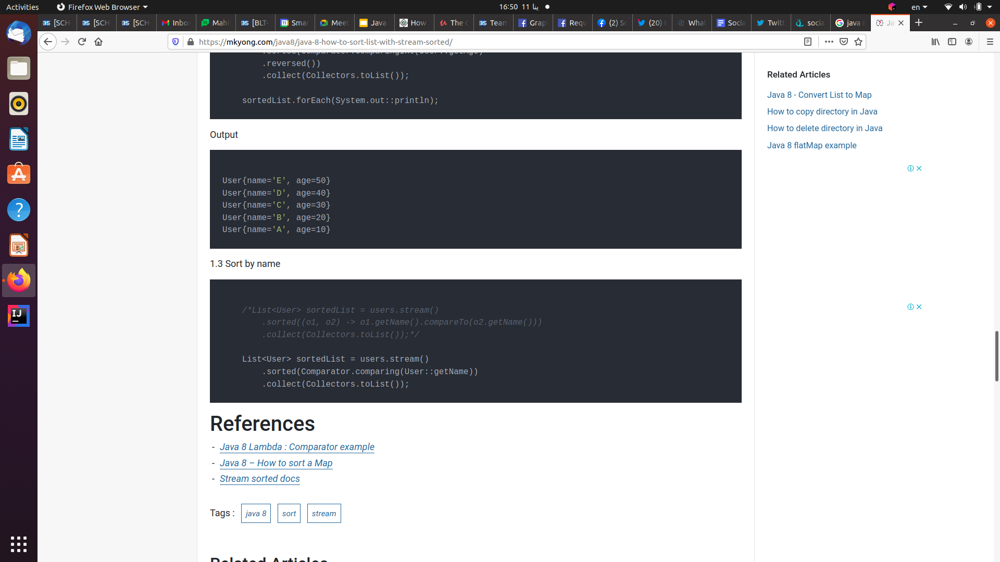 Activities
Firefox Web Browser
16:50 11 ينا
en
[SCH
[SCH
[SCH
Inbo
Mahi
[BLT-
Smar
Meet
Java
How
The
Team
Grap
Requ
(2) Sc
(20)
What
Socia
Twitt
socia
java 8
Ja
https://mkyong.com/java8/java-8-how-to-sort-list-with-stream-sorted/
.sorted(Comparator.comparingInt(User::getAge)
.reversed())
.collect(Collectors.toList());
sortedList.forEach(System.out::println);
Output
User{name='E', age=50}
User{name='D', age=40}
User{name='C', age=30}
User{name='B', age=20}
User{name='A', age=10}
1.3 Sort by name
/*List<User> sortedList = users.stream()
.sorted((o1, o2) -> o1.getName().compareTo(o2.getName()))
.collect(Collectors.toList());*/
List<User> sortedList = users.stream()
.sorted(Comparator.comparing(User::getName))
.collect(Collectors.toList());
References
- Java 8 Lambda : Comparator example
- Java 8 – How to sort a Map
- Stream sorted docs
Tags : java 8 sort stream
Related Articles
Related Articles
Java 8 - Convert List to Map
How to copy directory in Java
How to delete directory in Java
Java 8 flatMap example
IJ